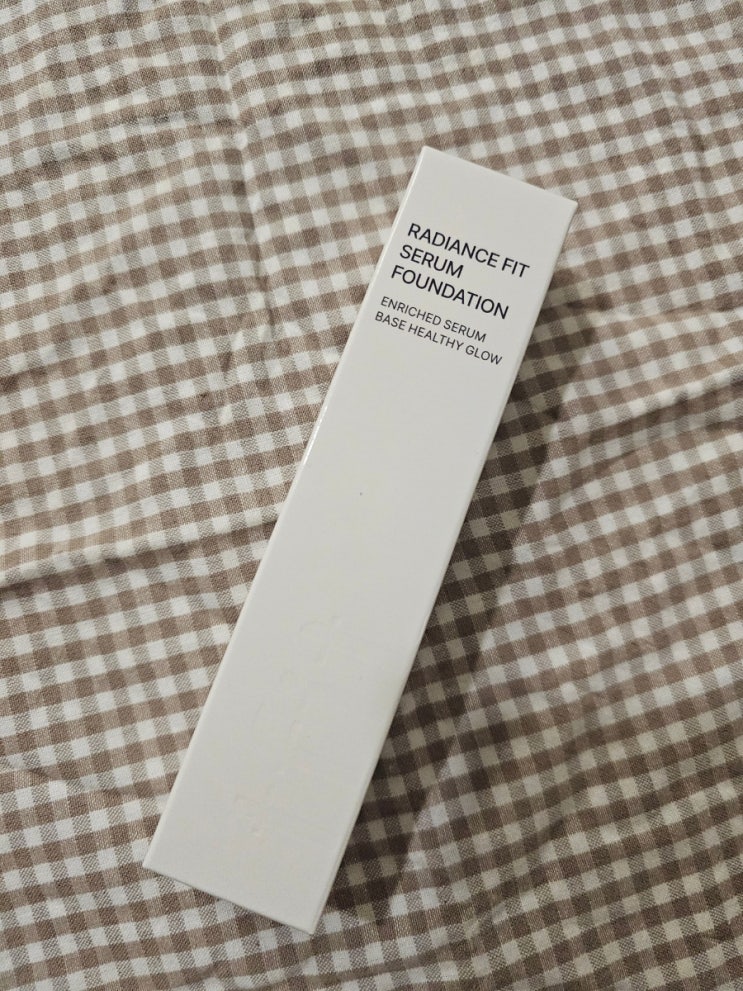 RADIANCE FIT
SERUM
FOUNDATION
ENRICHED SERUM
BASE HEALTHY GLOW